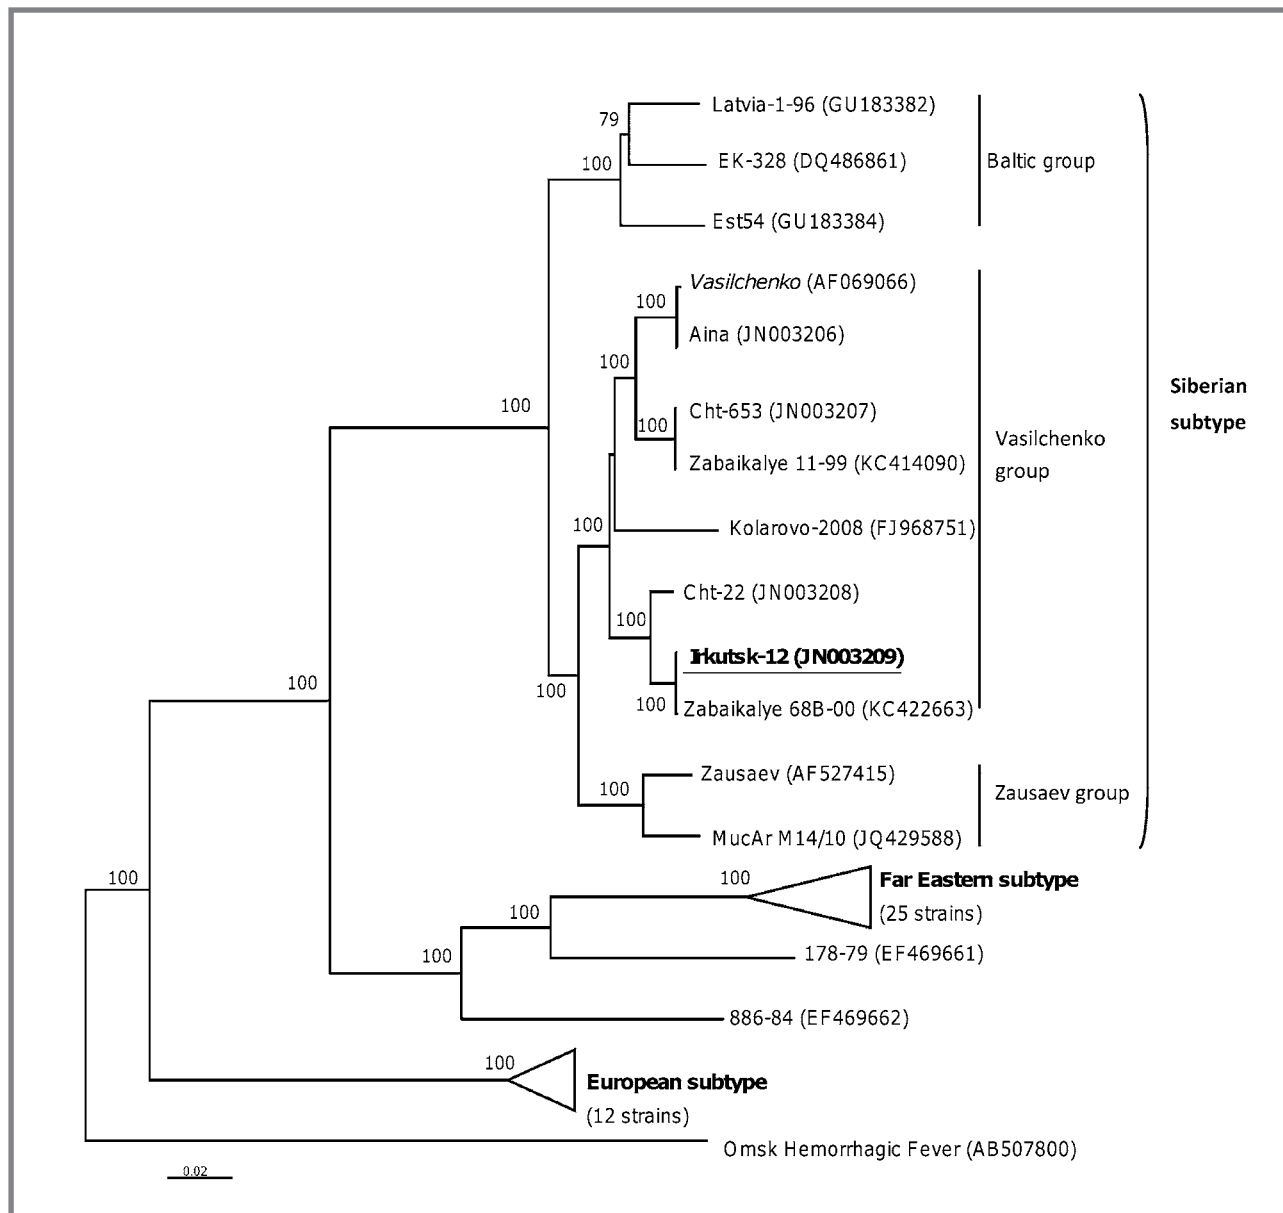 Latvia-1-96 (GU183382)
79
100
EK-328 (DQ486861)
Baltic group
Est54 (GU183384)
Vasilchenko (AF069066)
100
Aina (JN003206)
100
Siberian
subtype
100
Cht-653 (JN003207)
100
Vasilchenko
group
Zabaikalye 11-99 (KC414090)
100
Kolarovo-2008 (FJ968751)
Cht-22 (JN003208)
100
Irkutsk-12 (JN003209)
100
100
100
Zabaikalye 68B-00 (KC422663)
Zausaev (AF527415)
100
Zausaev group
MucAr M14/10 (JQ429588)
100
100
Far Eastern subtype
(25 strains)
100
100
178-79 (EF469661)
886-84 (EF469662)
100
European subtype
(12 strains)
Omsk Hemorrhagic Fever (AB507800)
0.02